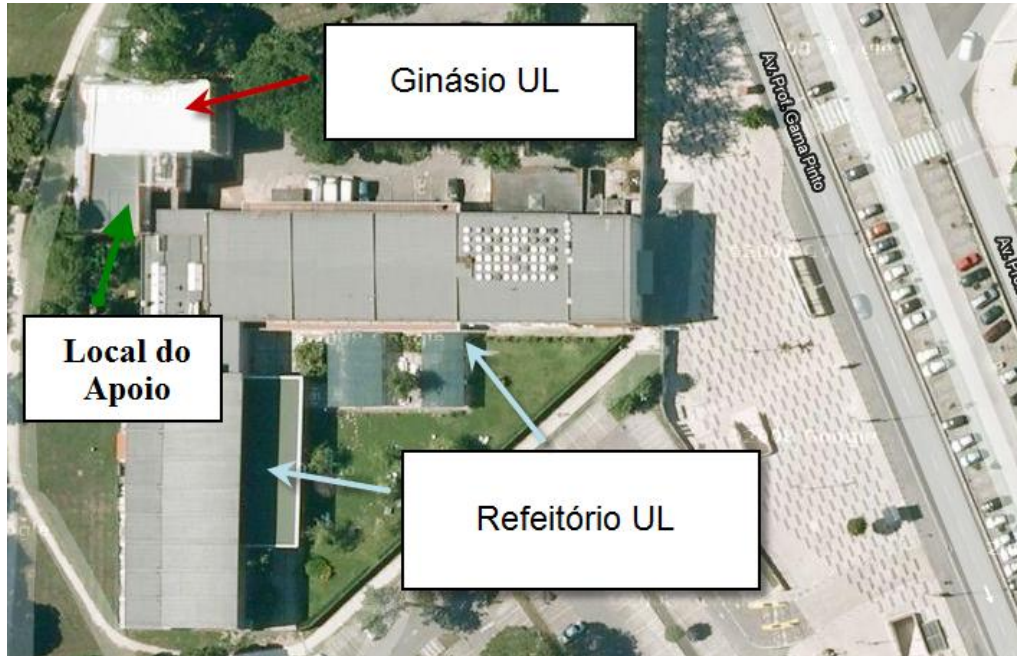 Ginásio UL
Av. Prof. Gama Pinto
Local do
Apoio
Refeitório UL